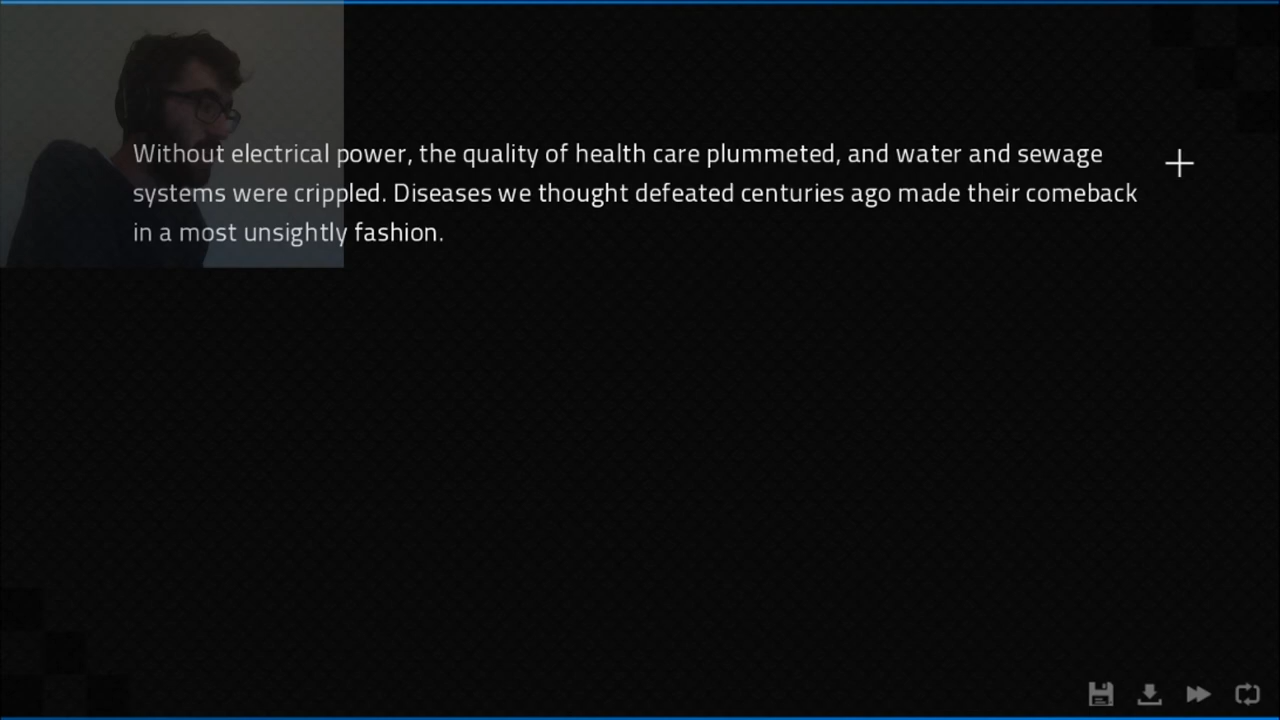 Without electrical power, the quality of health care plummeted, and water and sewage
systems were crippled. Diseases we thought defeated centuries ago made their comeback
in a most unsightly fashion.